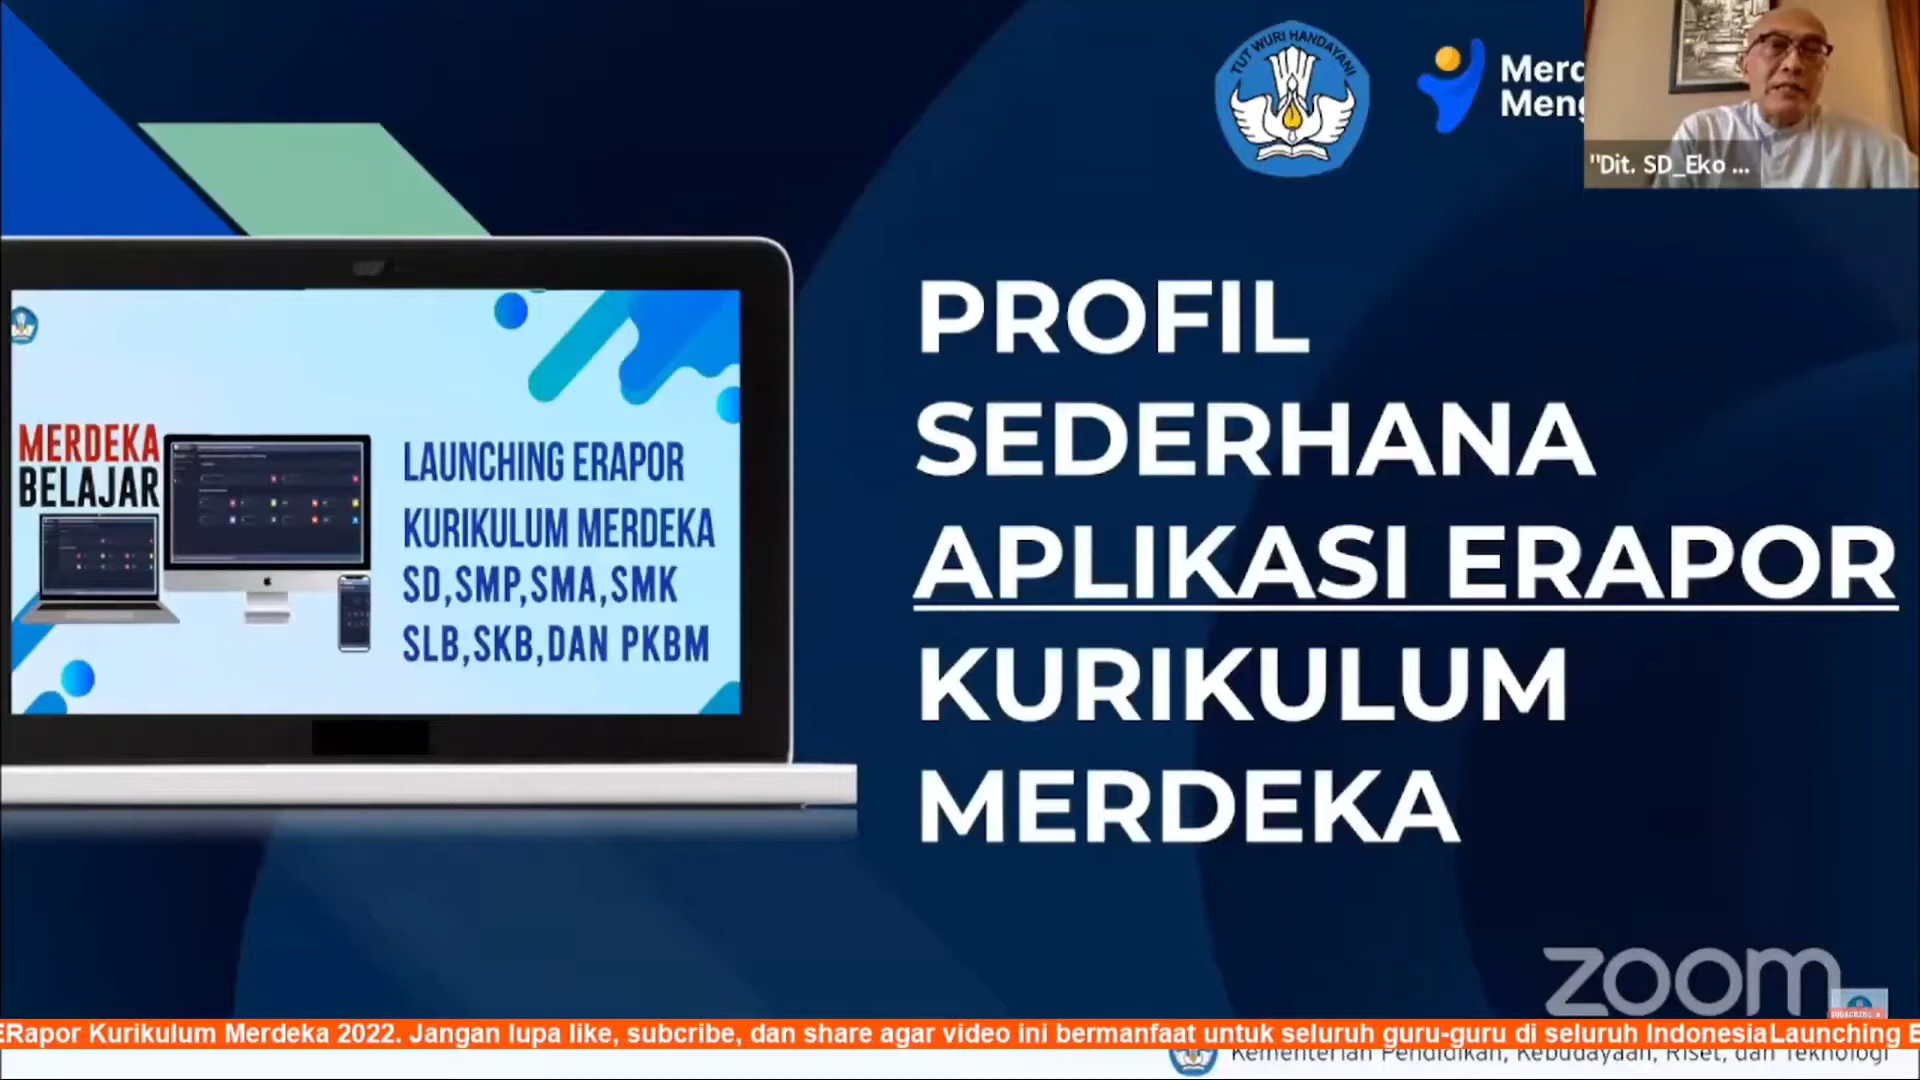 TUT WURI HANDAYANI
Merd
Meng
"Dit. SD_Eko ...
PROFIL
SEDERHANA
APLIKASI ERAPOR
KURIKULUM
MERDEKA
MERDEKA
BELAJAR
LAUNCHING ERAPOR
KURIKULUM MERDEKA
SD,SMP,SMA,SMK
SLB,SKB,DAN PKBM
zoom
SUBSCRIBE
ERapor Kurikulum Merdeka 2022. Jangan lupa like, subcribe, dan share agar video ini bermanfaat untuk seluruh guru-guru di seluruh IndonesiaLaunching E
Kementerian Pendidikan, Kebudayaan, Riset, dan Teknologi